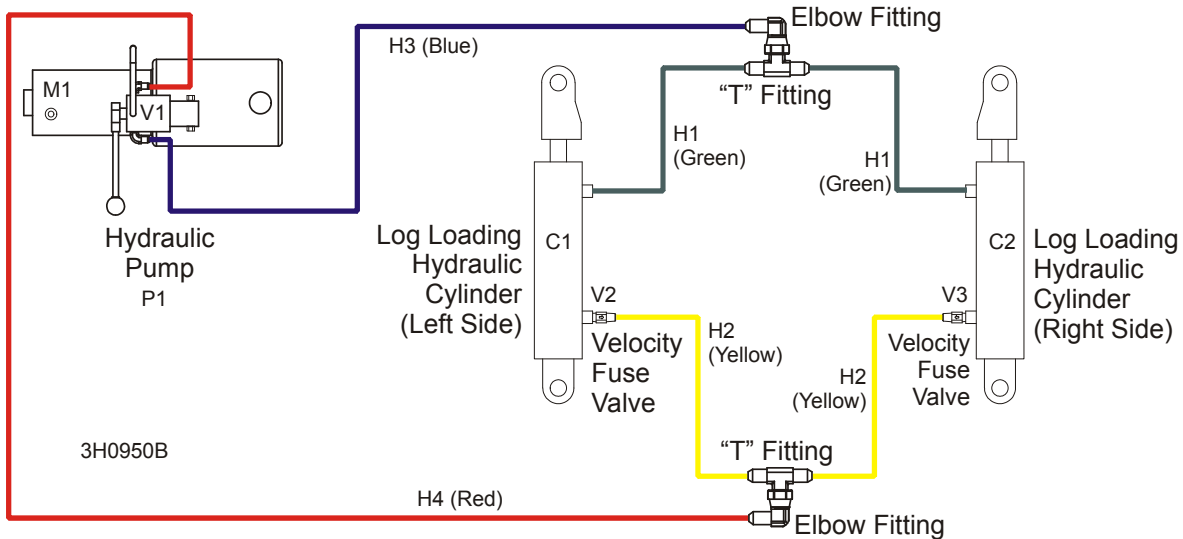 Elbow Fitting
H3 (Blue)
M1
V1
“T” Fitting
H1
(Green)
H1
(Green)
Hydraulic
Pump
P1
Log Loading
Hydraulic
Cylinder
(Left Side)
C1
C2
Log Loading
Hydraulic
Cylinder
(Right Side)
V2
Velocity
Fuse
Valve
H2
(Yellow)
V3
Velocity
Fuse
Valve
H2
(Yellow)
3H0950B
“T” Fitting
H4 (Red)
Elbow Fitting